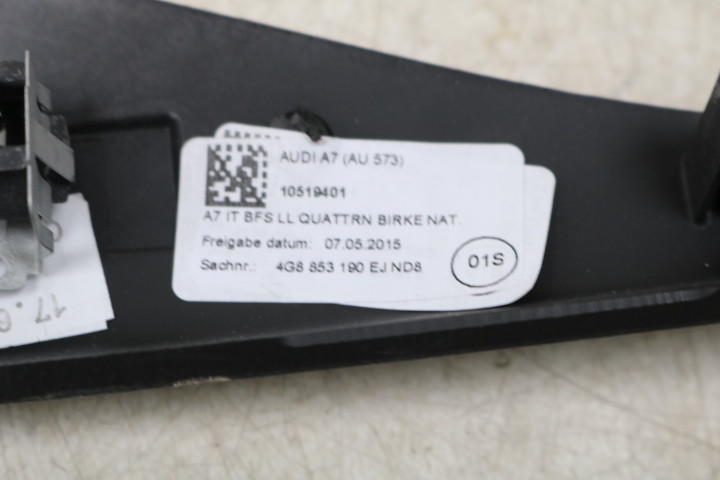 AUDI A7 (AU 573)
10519401
A7 IT BFS LL QUATTRN BIRKE NAT.
Freigabe datum: 07.05.2015
Sachnr.: 4G8 853 190 EJ ND8
01S
17.